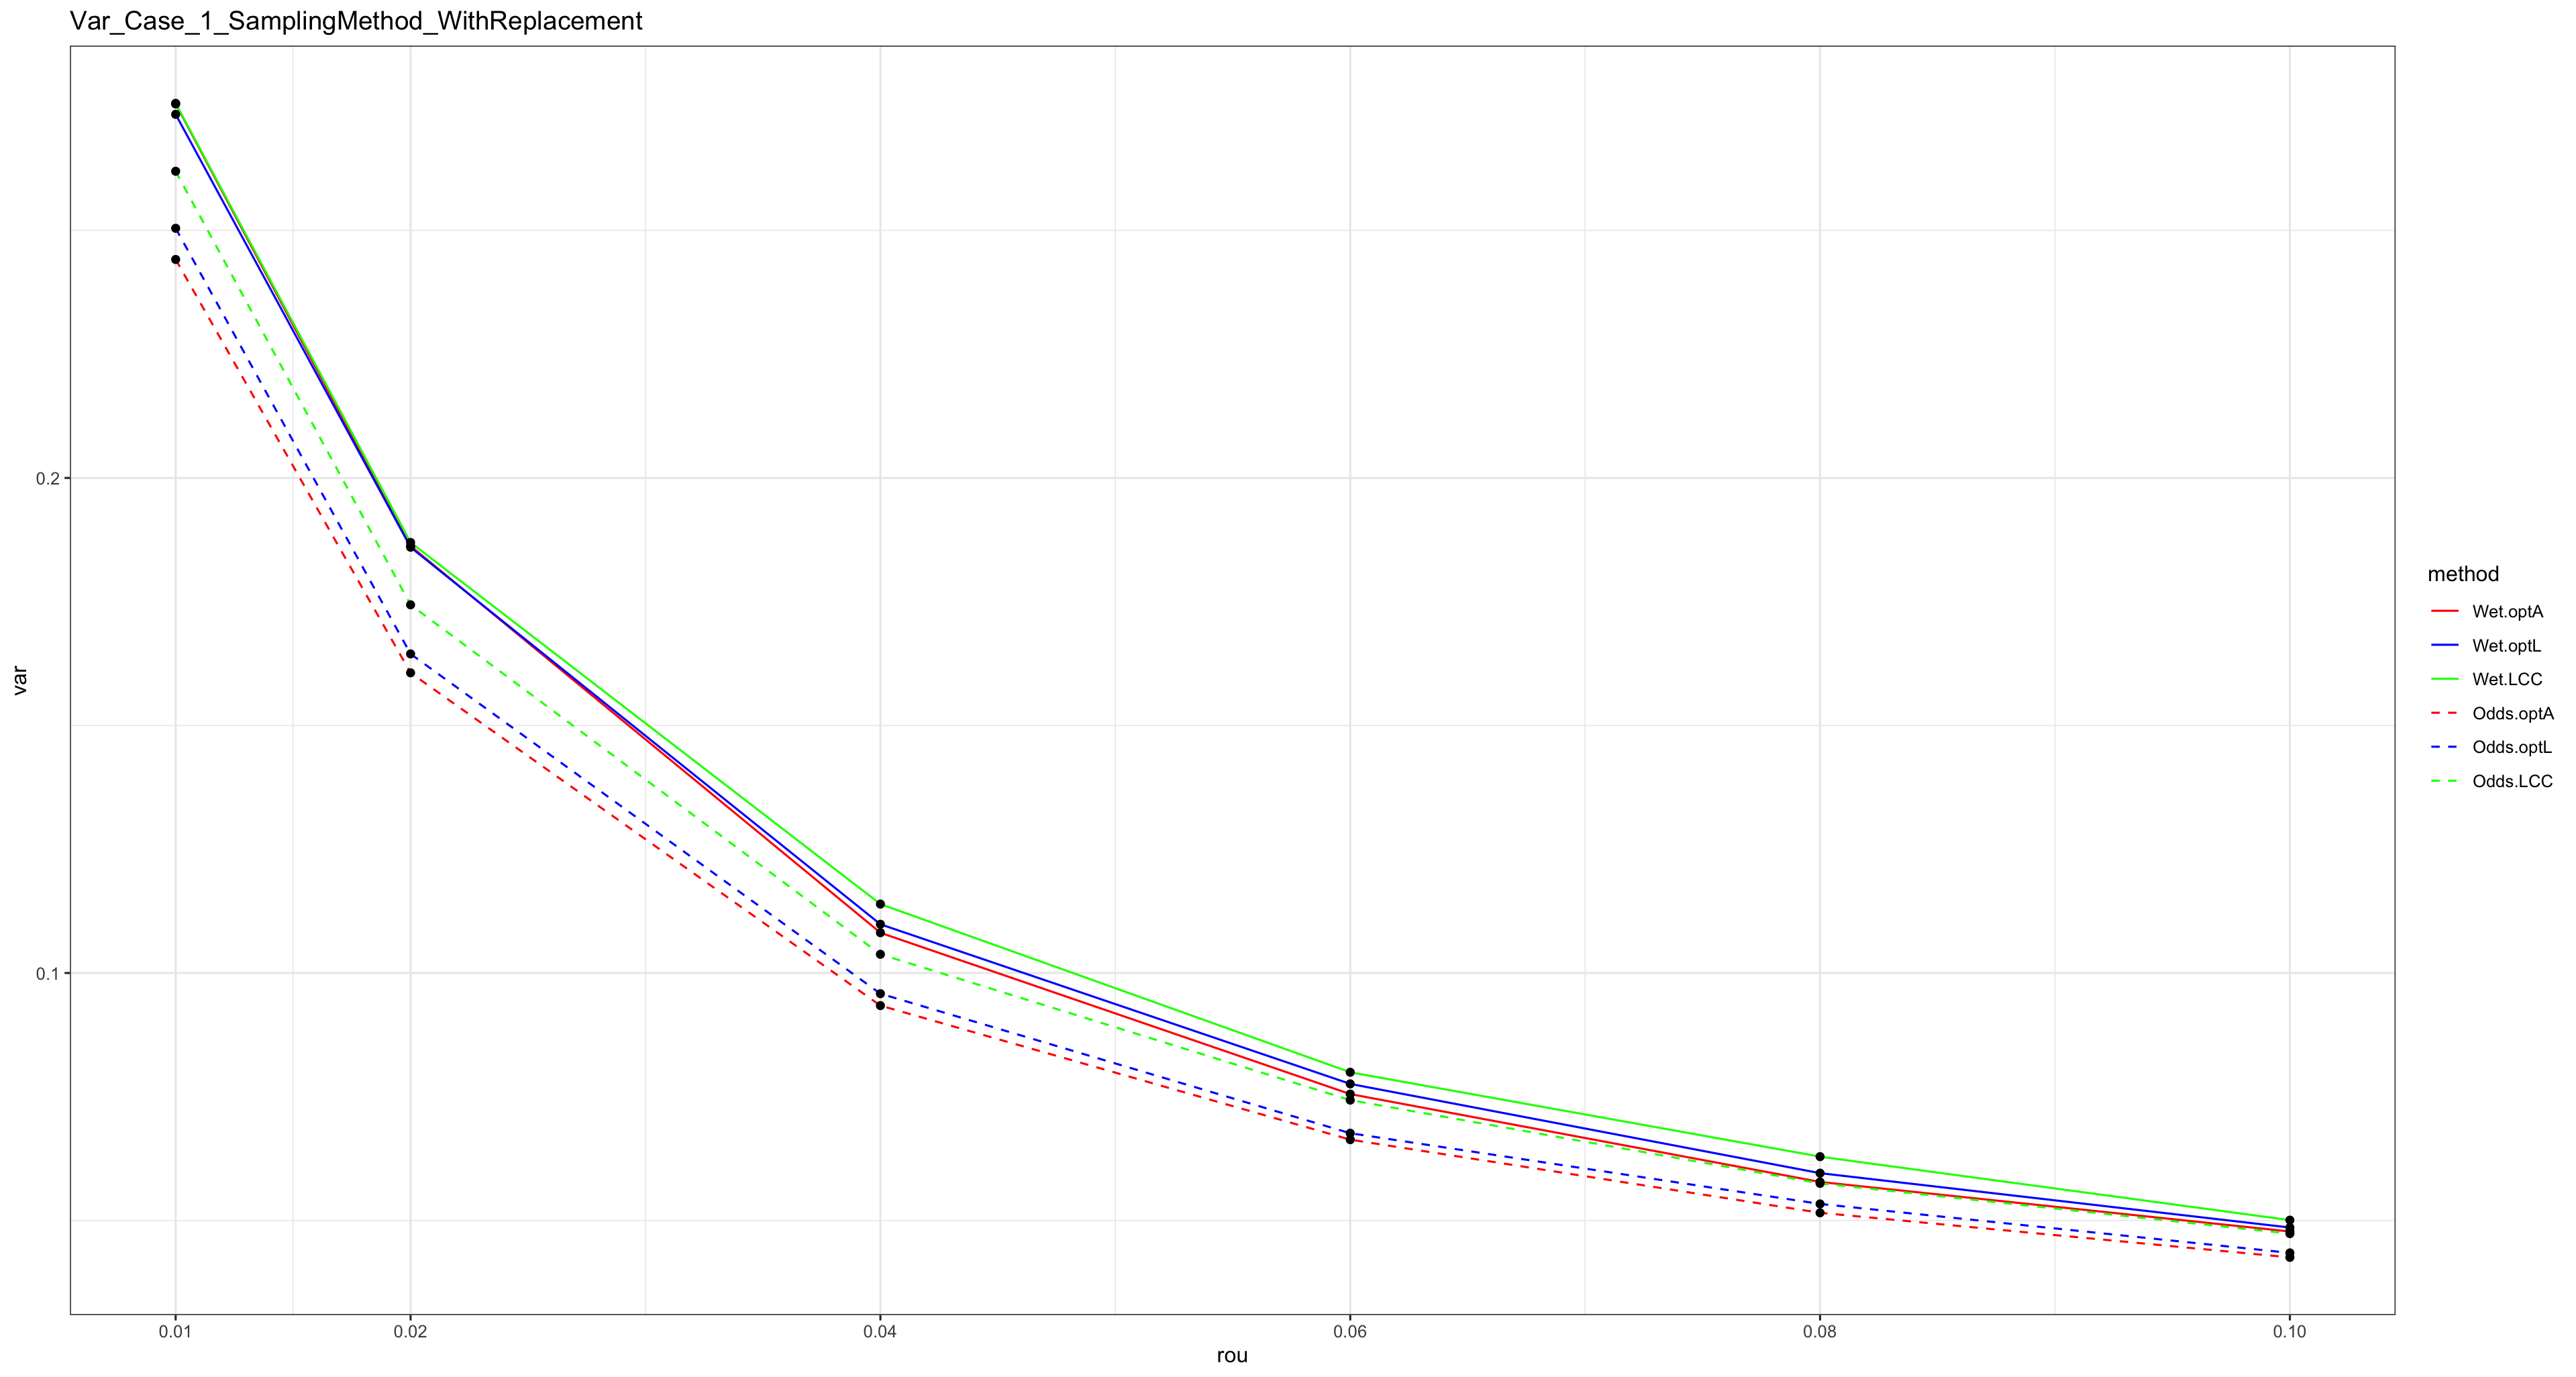 Var_Case_1_SamplingMethod_WithReplacement
var
0.2
0.1
0.01 0.02 0.04 0.06 0.08 0.10
rou
method
Wet.optA
Wet.optL
Wet.LCC
Odds.optA
Odds.optL
Odds.LCC